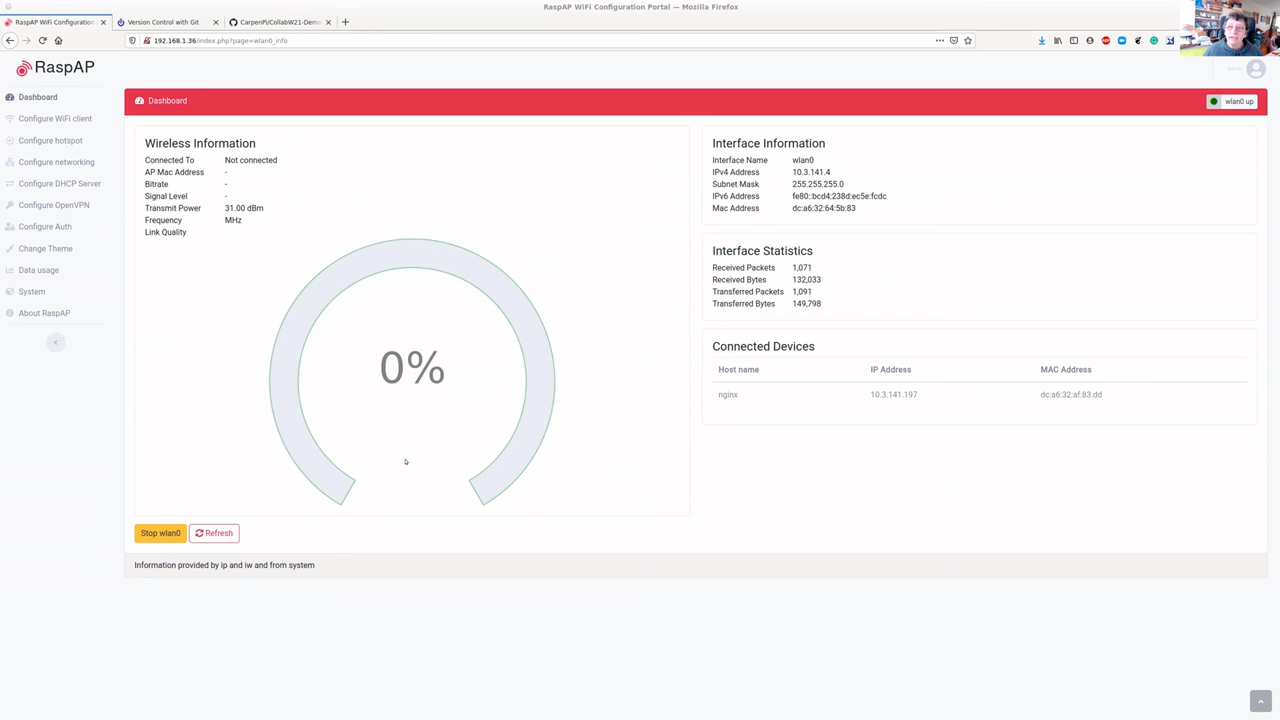 RaspAP WiFi Configuration Portal — Mozilla Firefox
RaspAP WiFi Configuration
Version Control with Git
CarpenPi/CollabW21-Demo
192.168.1.36/index.php?page=wlan0_info
RaspAP
admin
Dashboard
Configure WiFi client
Configure hotspot
Configure networking
Configure DHCP Server
Configure OpenVPN
Configure Auth
Change Theme
Data usage
System
About RaspAP
Dashboard
wlan0 up
Wireless Information
Connected To Not connected
AP Mac Address -
Bitrate -
Signal Level -
Transmit Power 31.00 dBm
Frequency MHz
Link Quality
0%
Stop wlan0
Refresh
Interface Information
Interface Name wlan0
IPv4 Address 10.3.141.4
Subnet Mask 255.255.255.0
IPv6 Address fe80::bcd4:238d:ec5e:fcdc
Mac Address dc:a6:32:64:5b:83
Interface Statistics
Received Packets 1,071
Received Bytes 132,033
Transferred Packets 1,091
Transferred Bytes 149,798
Connected Devices
Host name IP Address MAC Address
nginx 10.3.141.197 dc:a6:32:af:83:dd
Information provided by ip and iw and from system